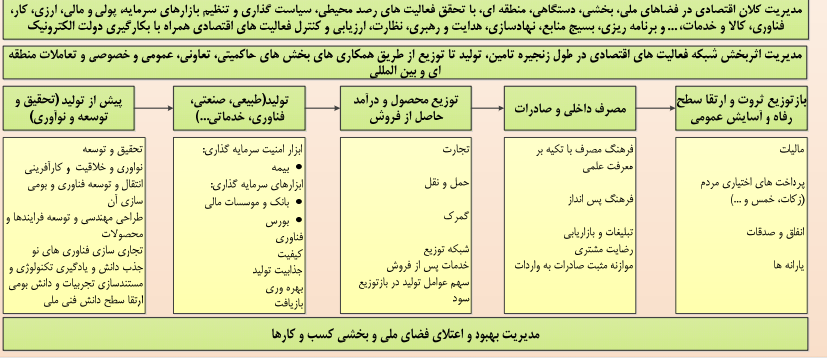 مدیریت کلان اقتصادی در فضاهای ملی، بخشی، دستگاهی، منطقه ای، با تحقق فعالیت های رصد محیطی، سیاست گذاری و تنظیم بازارهای سرمایه، پولی و مالی، ارزی، کار،
فناوری، کالا و خدمات، ... و برنامه ریزی، بسیج منابع، نهادسازی، هدایت و رهبری، نظارت، ارزیابی و کنترل فعالیت های اقتصادی همراه با بکارگیری دولت الکترونیک
مدیریت اثربخش شبکه فعالیت های اقتصادی در طول زنجیره تامین، تولید تا توزیع از طریق همکاری های بخش های حاکمیتی، تعاونی، عمومی و خصوصی و تعاملات منطقه
ای و بین المللی
پیش از تولید (تحقیق و
توسعه و نوآوری)
تحقیق و توسعه
نواوری و خلاقیت و کارآفرینی
انتقال و توسعه فناوری و بومی
سازی آن
طراحی مهندسی و توسعه فرایندها و
محصولات
تجاری سازی فناوری های نو
جذب دانش و یادگیری تکنولوژی و
مستندسازی تجربیات و دانش بومی
ارتقا سطح دانش فنی ملی
تولید(طبیعی، صنعتی،
فناوری، خدماتی...)
ابزار امنیت سرمایه گذاری:
• بیمه
ابزارهای سرمایه گذاری:
• بانک و موسسات مالی
• بورس
فناوری
کیفیت
جذابیت تولید
بهره وری
بازیافت
توزیع محصول و درآمد
حاصل از فروش
تجارت
حمل و نقل
گمرک
شبکه توزیع
خدمات پس از فروش
سهم عوامل تولید در بازتوزیع
سود
مصرف داخلی و صادرات
فرهنگ مصرف با تکیه بر
معرفت علمی
فرهنگ پس انداز
تبلیغات و بازاریابی
رضایت مشتری
موازنه مثبت صادرات به واردات
بازتوزیع ثروت و ارتقا سطح
رفاه و آسایش عمومی
مالیات
پرداخت های اختیاری مردم
(زکات، خمس و ...)
انفلق و صدقات
یارانه ها
مدیریت بهبود و اعتلای فضای ملی و بخشی کسب و کارها